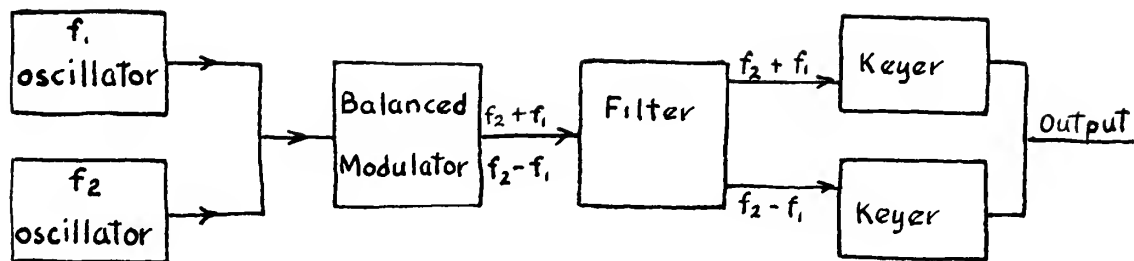 f₁
oscillator
f₂
oscillator
Balanced
Modulator
f₂+f₁
f₂-f₁
Filter
f₂+f₁
f₂-f₁
Keyer
Keyer
Output